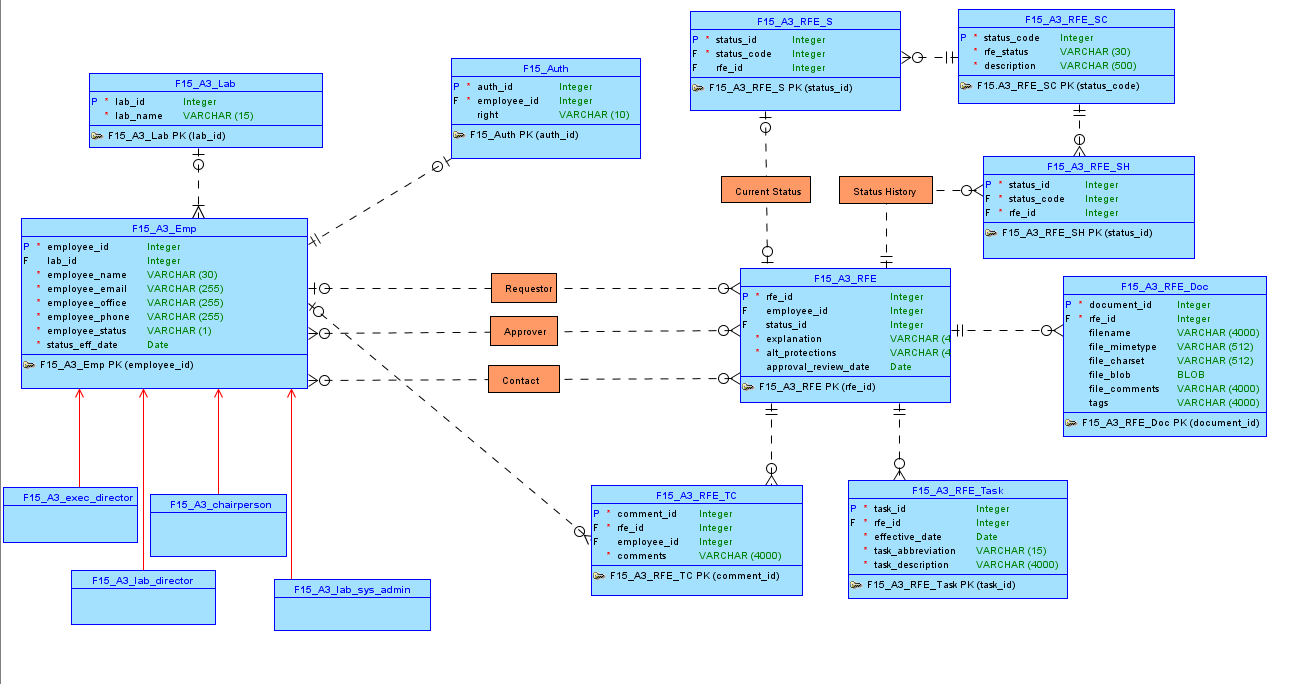 F15_A3_Lab
P * lab_id Integer
* lab_name VARCHAR (15)
F15_A3_Lab PK (lab_id)
F15_Auth
P * auth_id Integer
F * employee_id Integer
right VARCHAR (10)
F15_Auth PK (auth_id)
F15_A3_RFE_S
P * status_id Integer
F * status_code Integer
F rfe_id Integer
F15_A3_RFE_S PK (status_id)
F15_A3_RFE_SC
P * status_code Integer
* rfe_status VARCHAR (30)
* description VARCHAR (500)
F15.A3_RFE_SC PK (status_code)
F15_A3_RFE_SH
P * status_id Integer
F * status_code Integer
F * rfe_id Integer
F15_A3_RFE_SH PK (status_id)
Current Status
Status History
F15_A3_Emp
P * employee_id Integer
F lab_id Integer
* employee_name VARCHAR (30)
* employee_email VARCHAR (255)
* employee_office VARCHAR (255)
* employee_phone VARCHAR (255)
* employee_status VARCHAR (1)
* status_eff_date Date
F15_A3_Emp PK (employee_id)
Requestor
Approver
Contact
F15_A3_RFE
P * rfe_id Integer
F employee_id Integer
F status_id Integer
* explanation VARCHAR (4
* alt_protections VARCHAR (4
approval_review_date Date
F15_A3_RFE PK (rfe_id)
F15_A3_RFE_Doc
P * document_id Integer
F * rfe_id Integer
filename VARCHAR (4000)
file_mimetype VARCHAR (512)
file_charset VARCHAR (512)
file_blob BLOB
file_comments VARCHAR (4000)
tags VARCHAR (4000)
F15_A3_RFE_Doc PK (document_id)
F15_A3_exec_director
F15_A3_chairperson
F15_A3_lab_director
F15_A3_lab_sys_admin
F15_A3_RFE_TC
P * comment_id Integer
F * rfe_id Integer
F employee_id Integer
* comments VARCHAR (4000)
F15_A3_RFE_TC PK (comment_id)
F15_A3_RFE_Task
P * task_id Integer
F * rfe_id Integer
* effective_date Date
* task_abbreviation VARCHAR (15)
* task_description VARCHAR (4000)
F15_A3_RFE_Task PK (task_id)